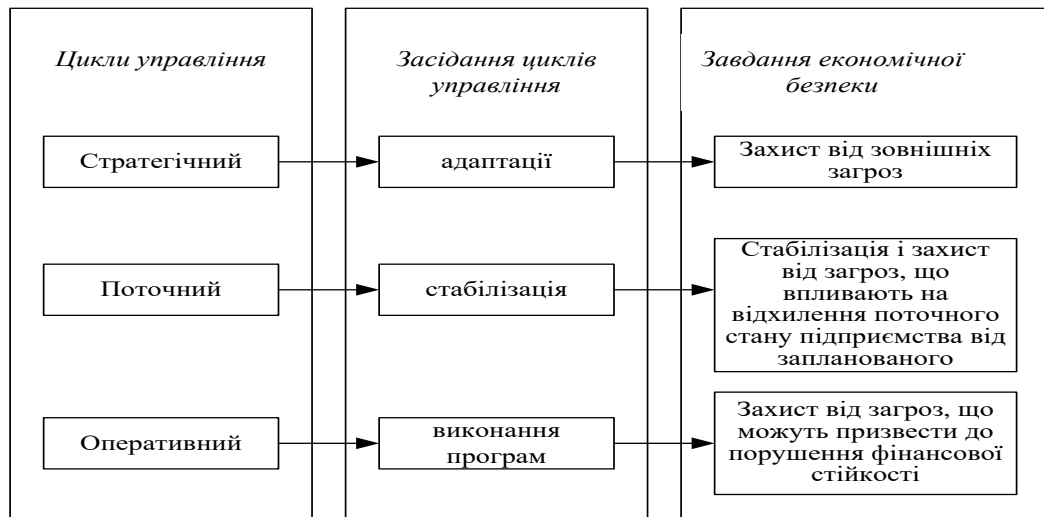 Цикли управління
Засідання циклів
управління
Завдання економічної
безпеки
Стратегічний
адаптації
Захист від зовнішніх
загроз
Поточний
стабілізація
Стабілізація і захист
від загроз, що
впливають на
відхилення поточного
стану підприємства від
запланованого
Оперативний
виконання
програм
Захист від загроз, що
можуть призвести до
порушення фінансової
стійкості